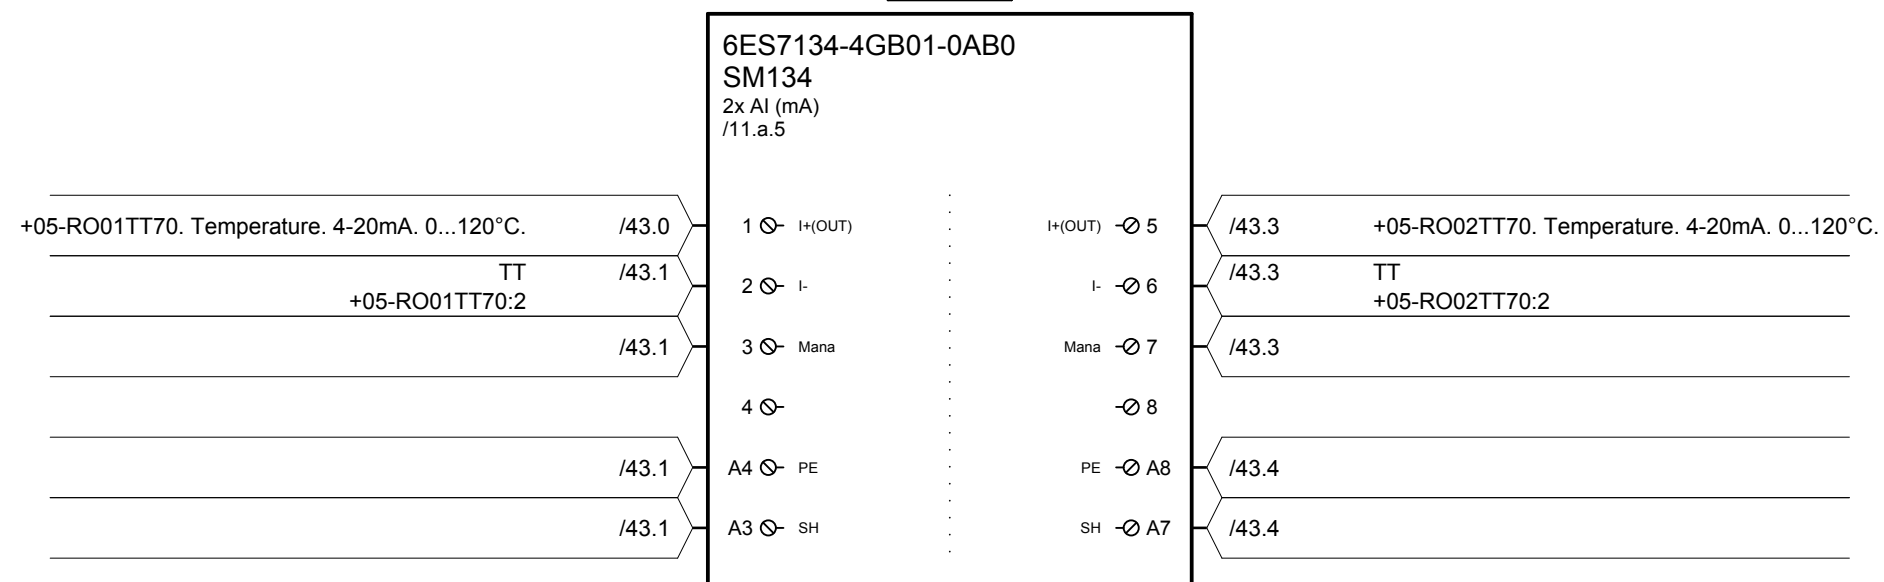 6ES7134-4GB01-0AB0
SM134
2x AI (mA)
/11.a.5
+05-RO01TT70. Temperature. 4-20mA. 0...120°C. /43.0 1 I+(OUT) I+(OUT) 5 /43.3 +05-RO02TT70. Temperature. 4-20mA. 0...120°C.
TT /43.1 /43.3 TT
2 I- I- 6
+05-RO01TT70:2 +05-RO02TT70:2
/43.1 3 Mana Mana 7 /43.3
4 8
/43.1 A4 PE PE A8 /43.4
/43.1 A3 SH SH A7 /43.4